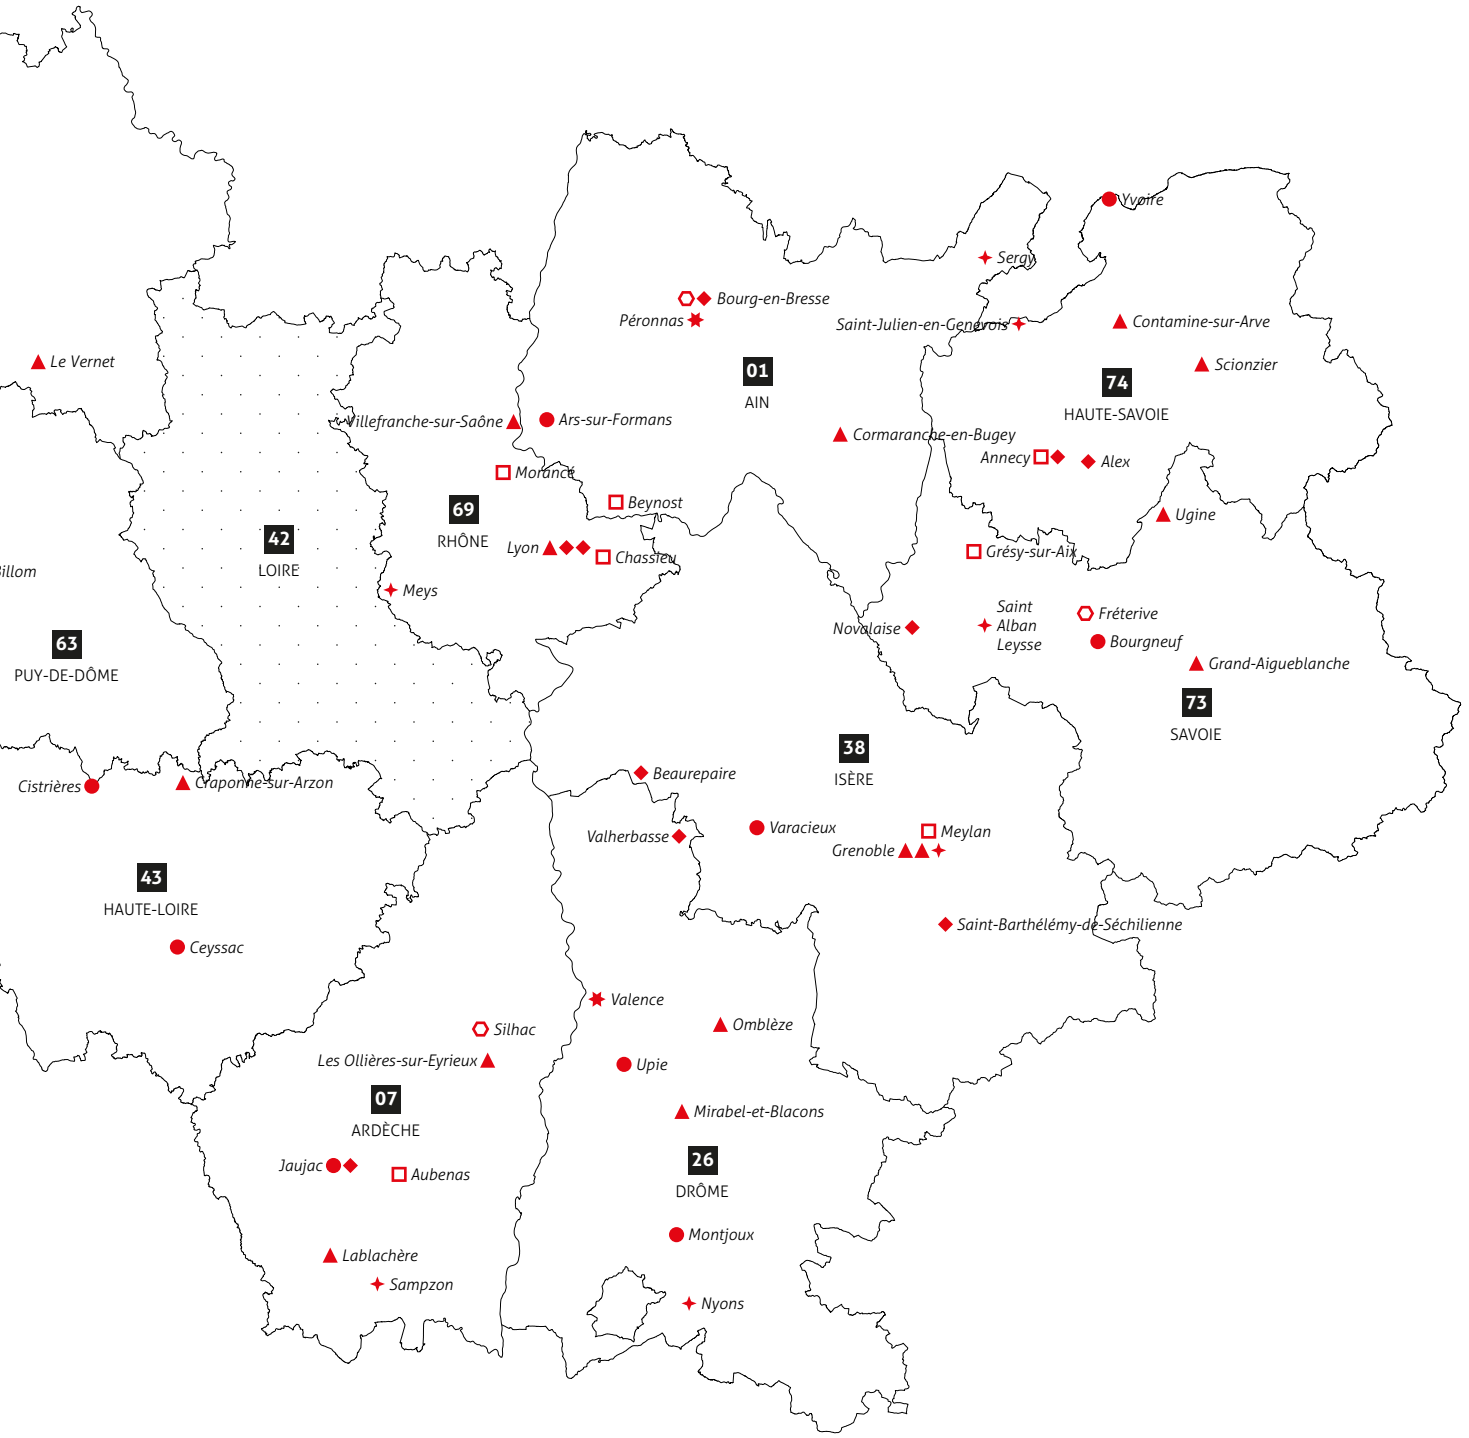 Yvoire
Sergy
Bourg-en-Bresse
Péronnas
Saint-Julien-en-Genevois
Contamine-sur-Arve
Le Vernet
Scionzier
01
AIN
74
HAUTE-SAVOIE
Villefranche-sur-Saône
Ars-sur-Formans
Cormaranche-en-Bugey
Annecy
Alex
Morancé
Beynost
69
RHÔNE
Ugine
42
LOIRE
Lyon
Chassieu
Grésy-sur-Aix
Billom
Meys
Saint
Alban
Leysse
Novalaise
Fréterive
Bourgneuf
63
PUY-DE-DÔME
Grand-Aigueblanche
73
SAVOIE
38
ISÈRE
Beaurepaire
Cistrières
Craponne-sur-Arzon
Valherbasse
Varacieux
Meylan
Grenoble
43
HAUTE-LOIRE
Saint-Barthélémy-de-Séchilienne
Ceyssac
Valence
Silhac
Omblèze
Les Ollières-sur-Eyrieux
Upie
07
ARDÈCHE
Mirabel-et-Blacons
Jaujac
Aubenas
26
DRÔME
Montjoux
Lablachère
Sampzon
Nyons